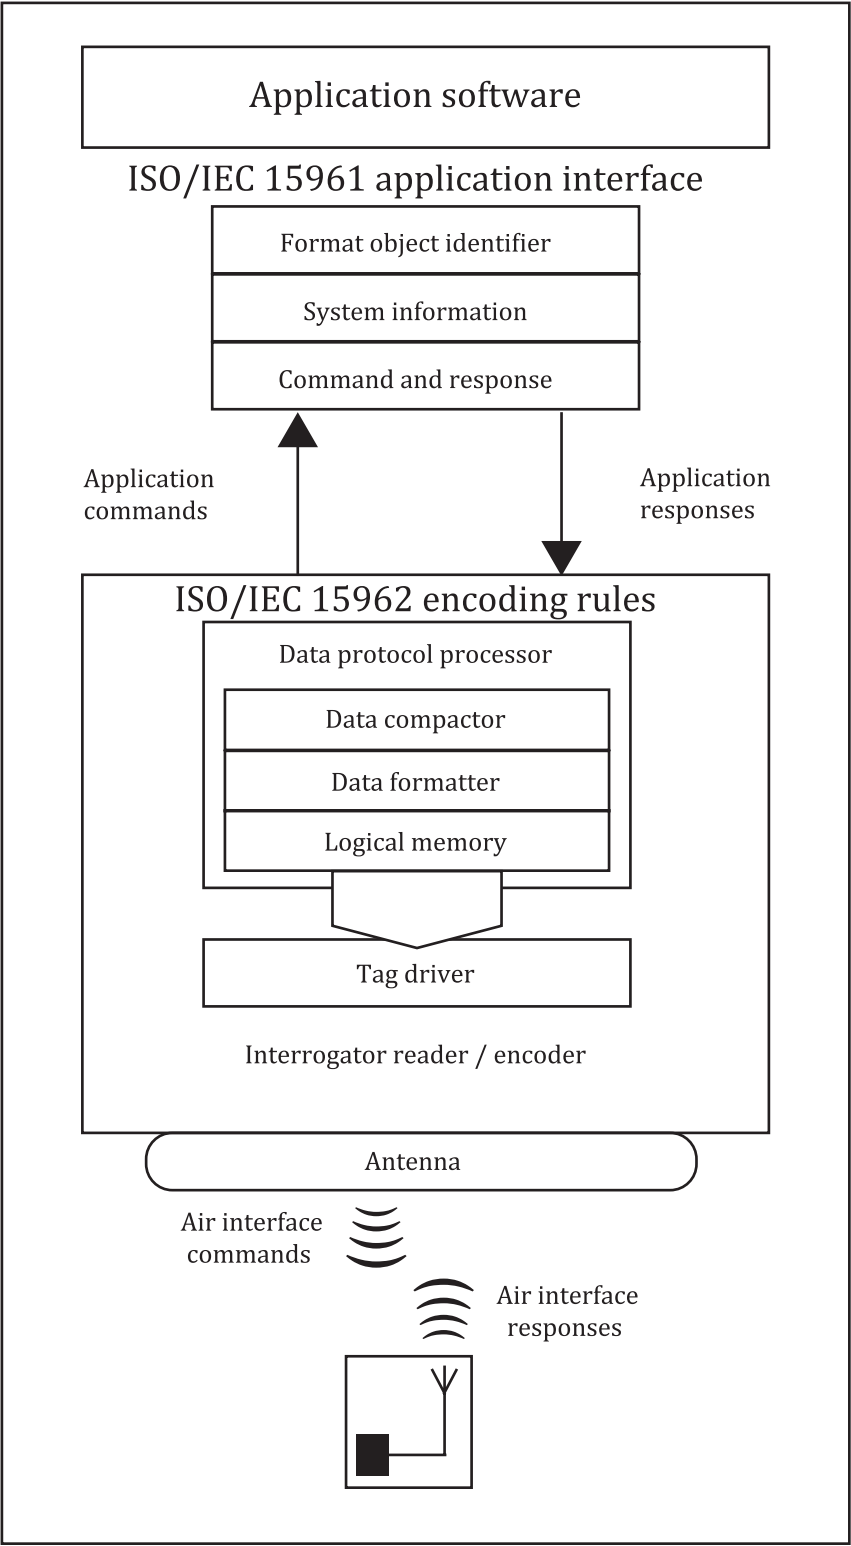 Application software
ISO/IEC 15961 application interface
Format object identifier
System information
Command and response
Application
commands
Application
responses
ISO/IEC 15962 encoding rules
Data protocol processor
Data compactor
Data formatter
Logical memory
Tag driver
Interrogator reader / encoder
Antenna
Air interface
commands
Air interface
responses